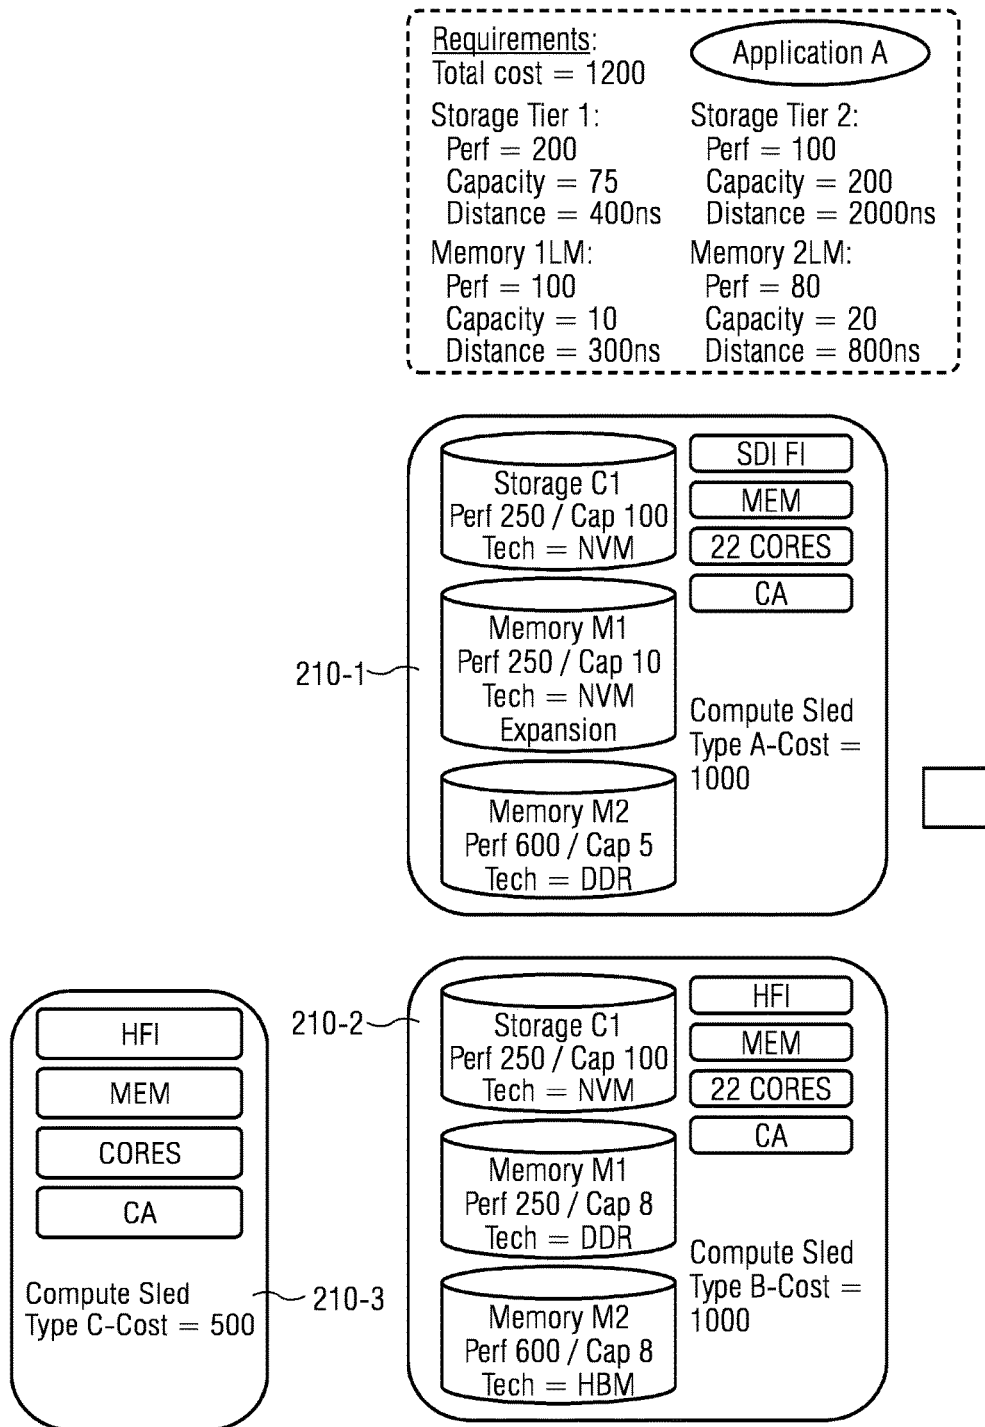 Requirements:
Total cost = 1200
Application A
Storage Tier 1:
Perf = 200
Capacity = 75
Distance = 400ns
Storage Tier 2:
Perf = 100
Capacity = 200
Distance = 2000ns
Memory 1LM:
Perf = 100
Capacity = 10
Distance = 300ns
Memory 2LM:
Perf = 80
Capacity = 20
Distance = 800ns
210-1
Storage C1
Perf 250 / Cap 100
Tech = NVM
Memory M1
Perf 250 / Cap 10
Tech = NVM
Expansion
Memory M2
Perf 600 / Cap 5
Tech = DDR
SDI FI
MEM
22 CORES
CA
Compute Sled
Type A-Cost =
1000
HFI
MEM
CORES
CA
Compute Sled
Type C-Cost = 500
210-3
210-2
Storage C1
Perf 250 / Cap 100
Tech = NVM
Memory M1
Perf 250 / Cap 8
Tech = DDR
Memory M2
Perf 600 / Cap 8
Tech = HBM
HFI
MEM
22 CORES
CA
Compute Sled
Type B-Cost =
1000